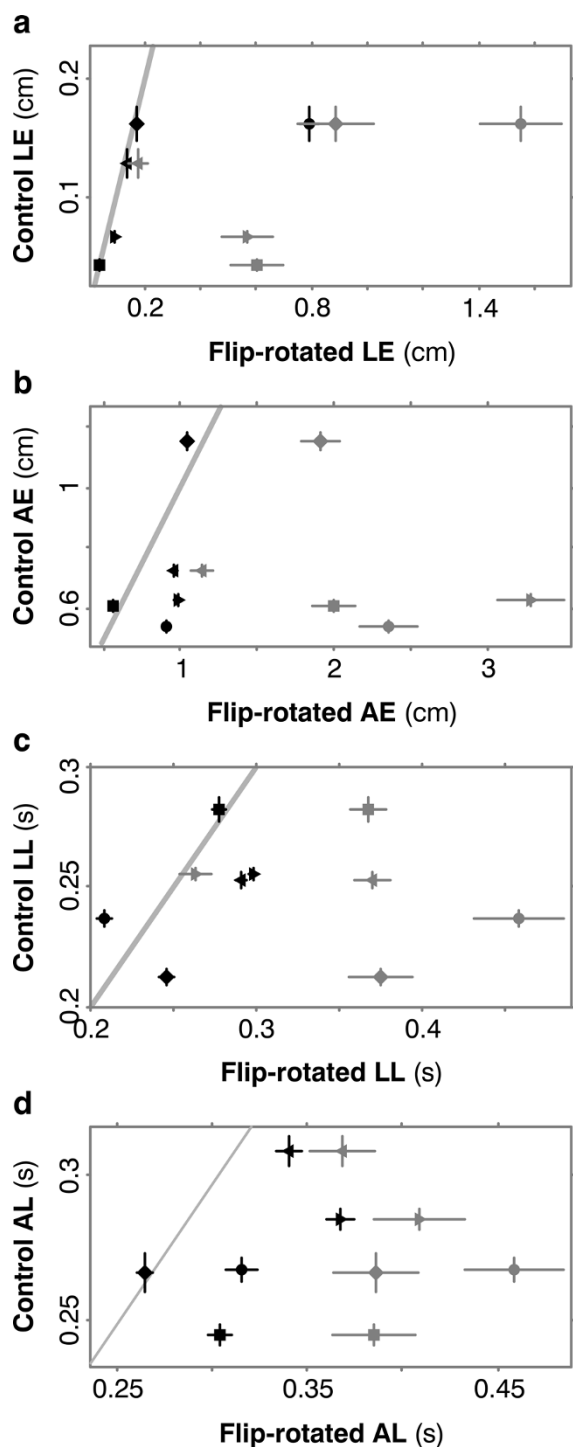 a
Control LE (cm)
0.2
0.1
0.2 0.8 1.4
Flip-rotated LE (cm)
b
Control AE (cm)
1
0.6
1 2 3
Flip-rotated AE (cm)
c
Control LL (s)
0.3
0.25
0.2
0.2 0.3 0.4
Flip-rotated LL (s)
d
Control AL (s)
0.3
0.25
0.25 0.35 0.45
Flip-rotated AL (s)